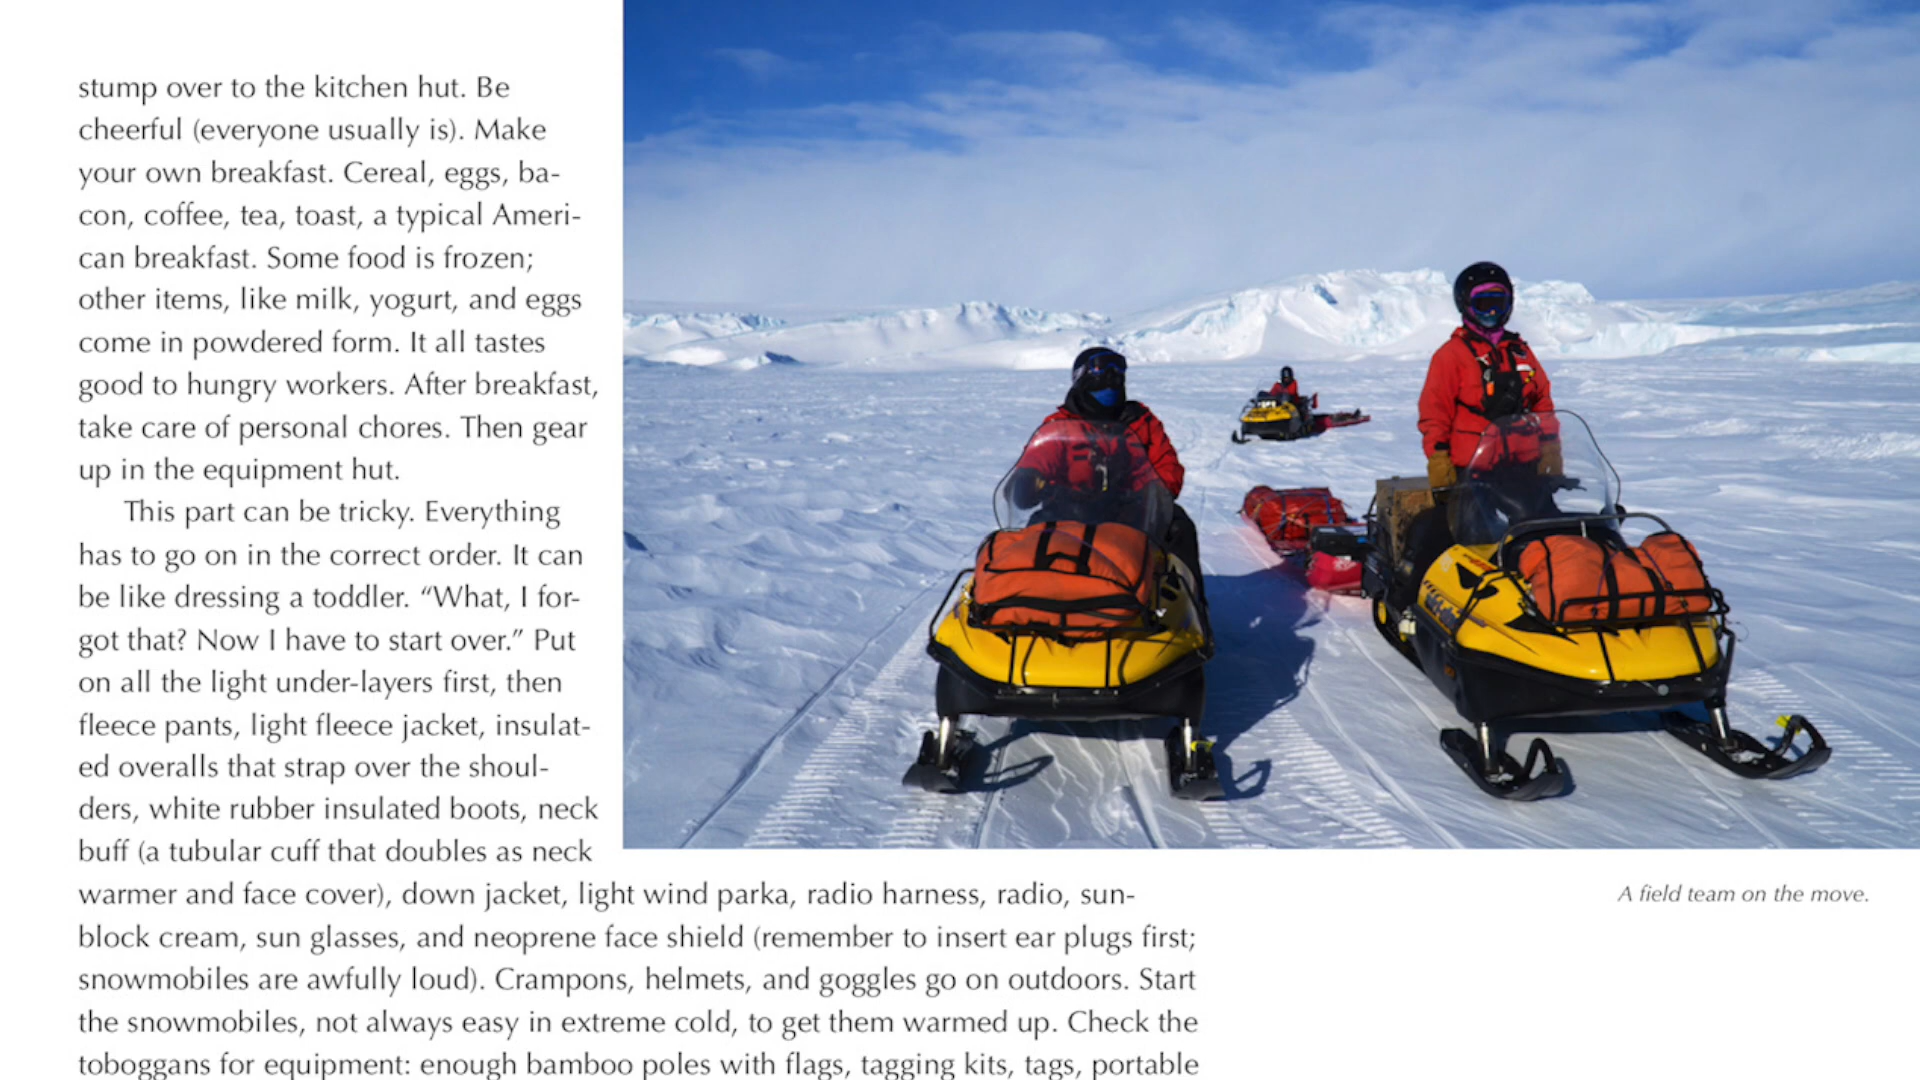 stump over to the kitchen hut. Be
cheerful (everyone usually is). Make
your own breakfast. Cereal, eggs, ba-
con, coffee, tea, toast, a typical Ameri-
can breakfast. Some food is frozen;
other items, like milk, yogurt, and eggs
come in powdered form. It all tastes
good to hungry workers. After breakfast,
take care of personal chores. Then gear
up in the equipment hut.
This part can be tricky. Everything
has to go on in the correct order. It can
be like dressing a toddler. “What, I for-
got that? Now I have to start over.” Put
on all the light under-layers first, then
fleece pants, light fleece jacket, insulat-
ed overalls that strap over the shoul-
ders, white rubber insulated boots, neck
buff (a tubular cuff that doubles as neck
warmer and face cover), down jacket, light wind parka, radio harness, radio, sun-
block cream, sun glasses, and neoprene face shield (remember to insert ear plugs first;
snowmobiles are awfully loud). Crampons, helmets, and goggles go on outdoors. Start
the snowmobiles, not always easy in extreme cold, to get them warmed up. Check the
toboggans for equipment: enough bamboo poles with flags, tagging kits, tags, portable
A field team on the move.